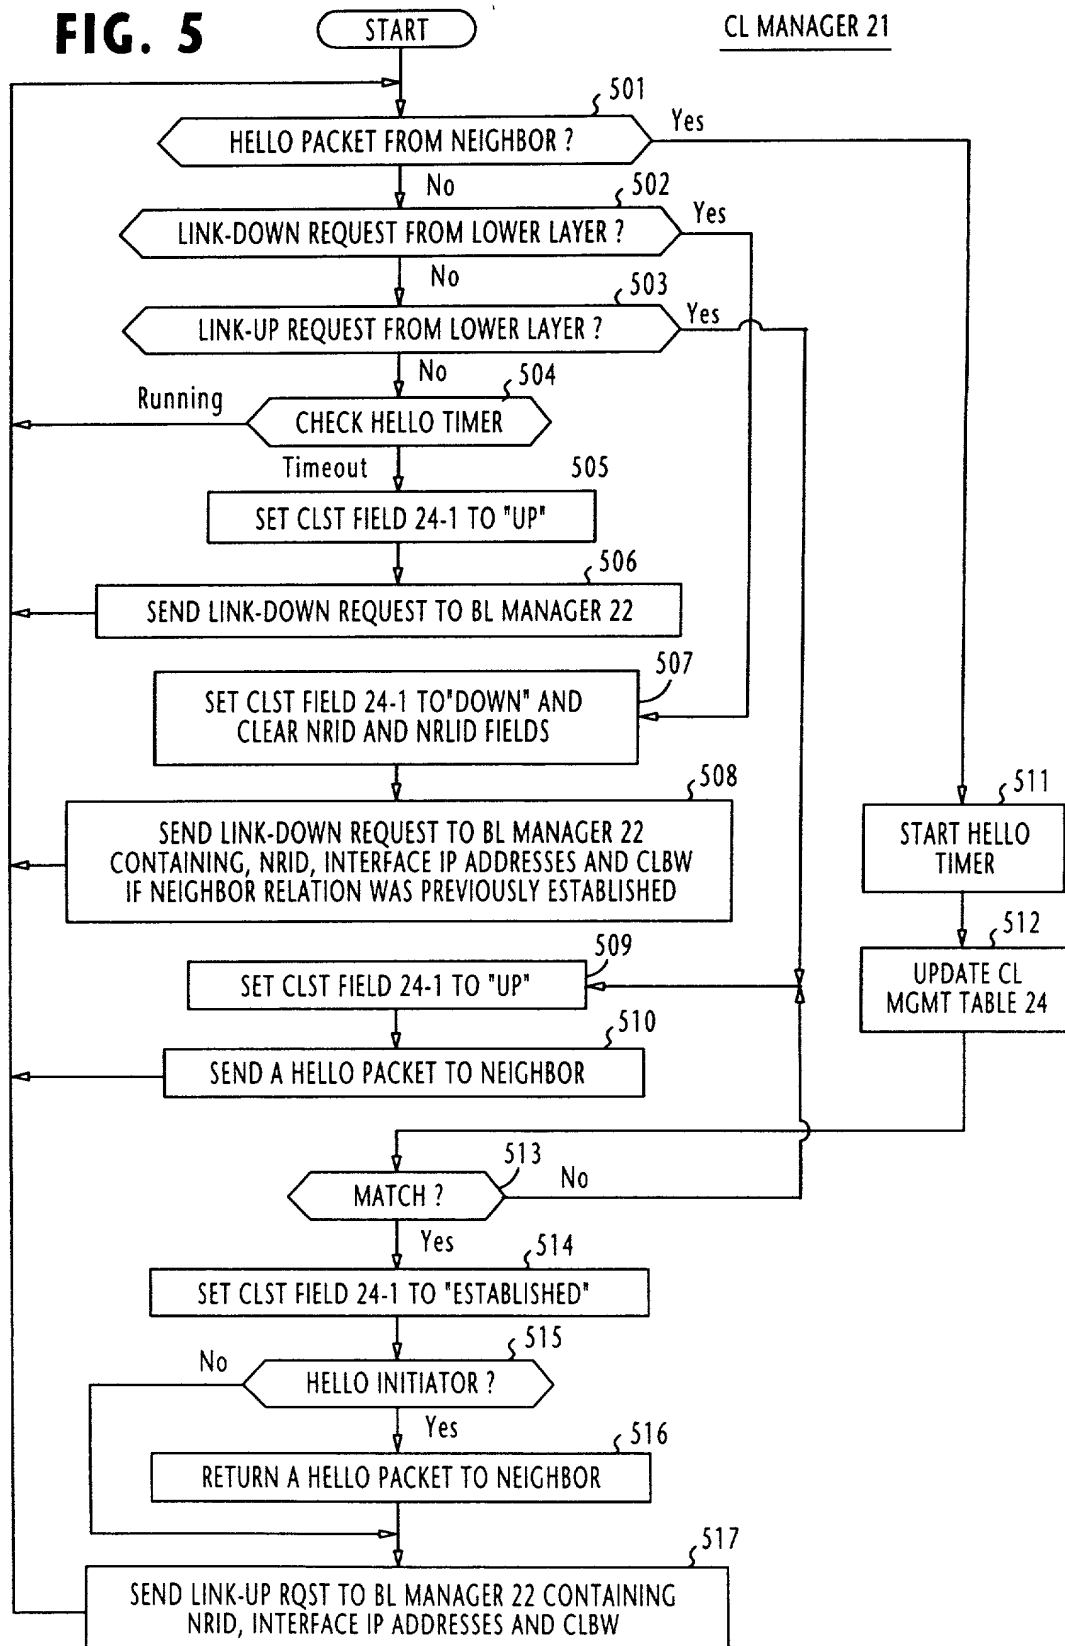 FIG. 5
START
CL MANAGER 21
501
HELLO PACKET FROM NEIGHBOR ?
Yes
No
502
LINK-DOWN REQUEST FROM LOWER LAYER ?
Yes
No
503
LINK-UP REQUEST FROM LOWER LAYER ?
Yes
No
504
Running
CHECK HELLO TIMER
Timeout
505
SET CLST FIELD 24-1 TO "UP"
506
SEND LINK-DOWN REQUEST TO BL MANAGER 22
507
SET CLST FIELD 24-1 TO"DOWN" AND
CLEAR NRID AND NRLID FIELDS
508
SEND LINK-DOWN REQUEST TO BL MANAGER 22
CONTAINING, NRID, INTERFACE IP ADDRESSES AND CLBW
IF NEIGHBOR RELATION WAS PREVIOUSLY ESTABLISHED
511
START HELLO
TIMER
512
UPDATE CL
MGMT TABLE 24
509
SET CLST FIELD 24-1 TO "UP"
510
SEND A HELLO PACKET TO NEIGHBOR
513
MATCH ?
No
Yes
514
SET CLST FIELD 24-1 TO "ESTABLISHED"
515
No
HELLO INITIATOR ?
Yes
516
RETURN A HELLO PACKET TO NEIGHBOR
517
SEND LINK-UP RQST TO BL MANAGER 22 CONTAINING
NRID, INTERFACE IP ADDRESSES AND CLBW